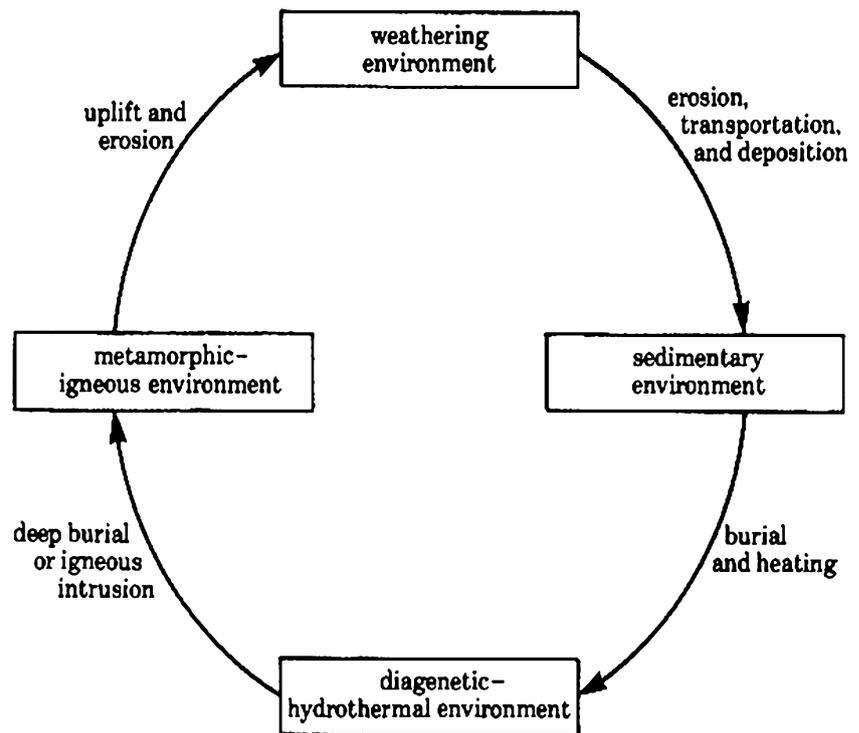 weathering
environment
uplift and
erosion
erosion,
transportation,
and deposition
metamorphic–
igneous environment
sedimentary
environment
deep burial
or igneous
intrusion
burial
and heating
diagenetic–
hydrothermal environment